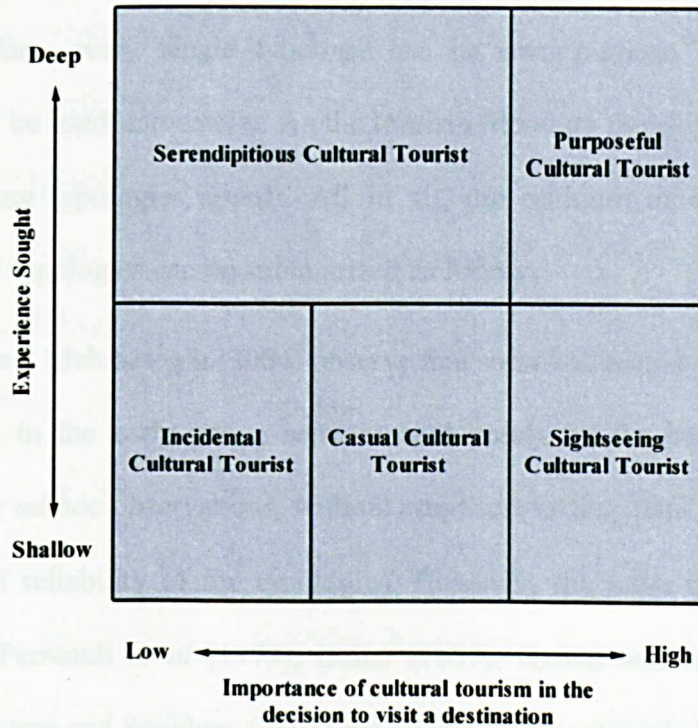 Deep
Serendipitious Cultural Tourist
Purposeful
Cultural Tourist
Experience Sought
Incidental
Cultural Tourist
Casual Cultural
Tourist
Sightseeing
Cultural Tourist
Shallow
Low
High
Importance of cultural tourism in the
decision to visit a destination